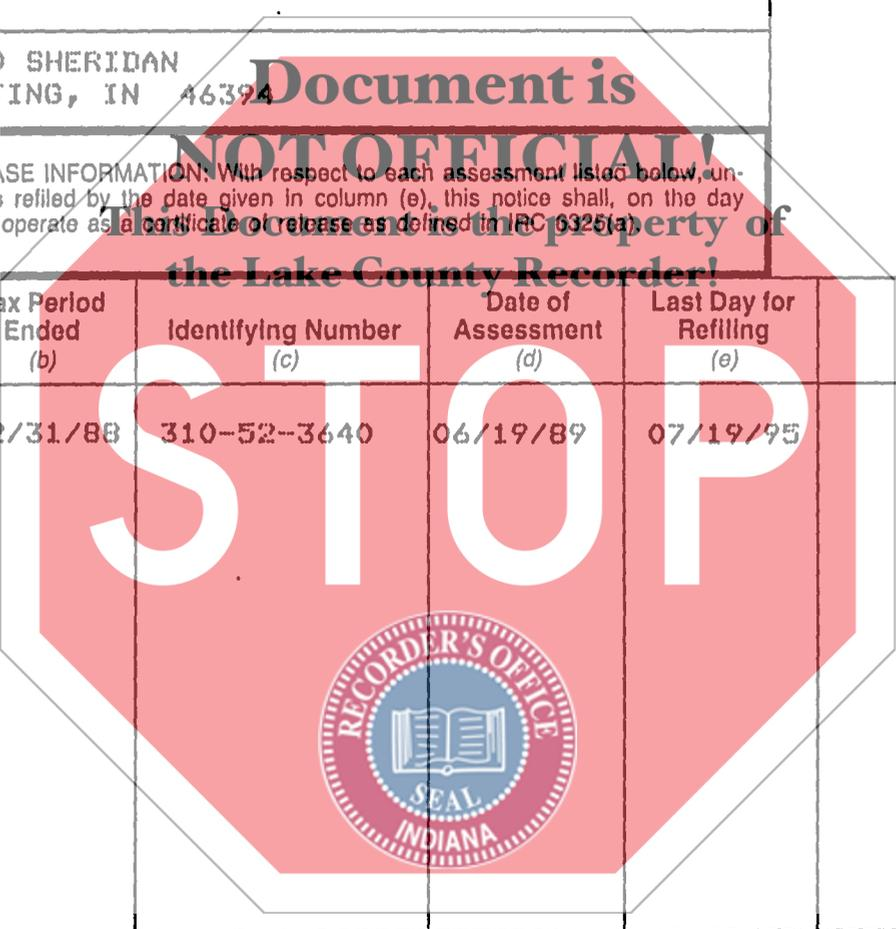 SHERIDAN
TING, IN 46394
Document is
NOT OFFICIAL!
ASE INFORMATION: With respect to each assessment listed below, un-
s refiled by the date given in column (e), this notice shall, on the day
operate as a certificate of release as defined in IRC 6325(a).
This Document is the property of
the Lake County Recorder!
ax Period
Ended
(b)
Identifying Number
(c)
Date of
Assessment
(d)
Last Day for
Refiling
(e)
2/31/88 310-52-3640 06/19/89 07/19/95
STOP
RECORDER'S OFFICE
SEAL
INDIANA